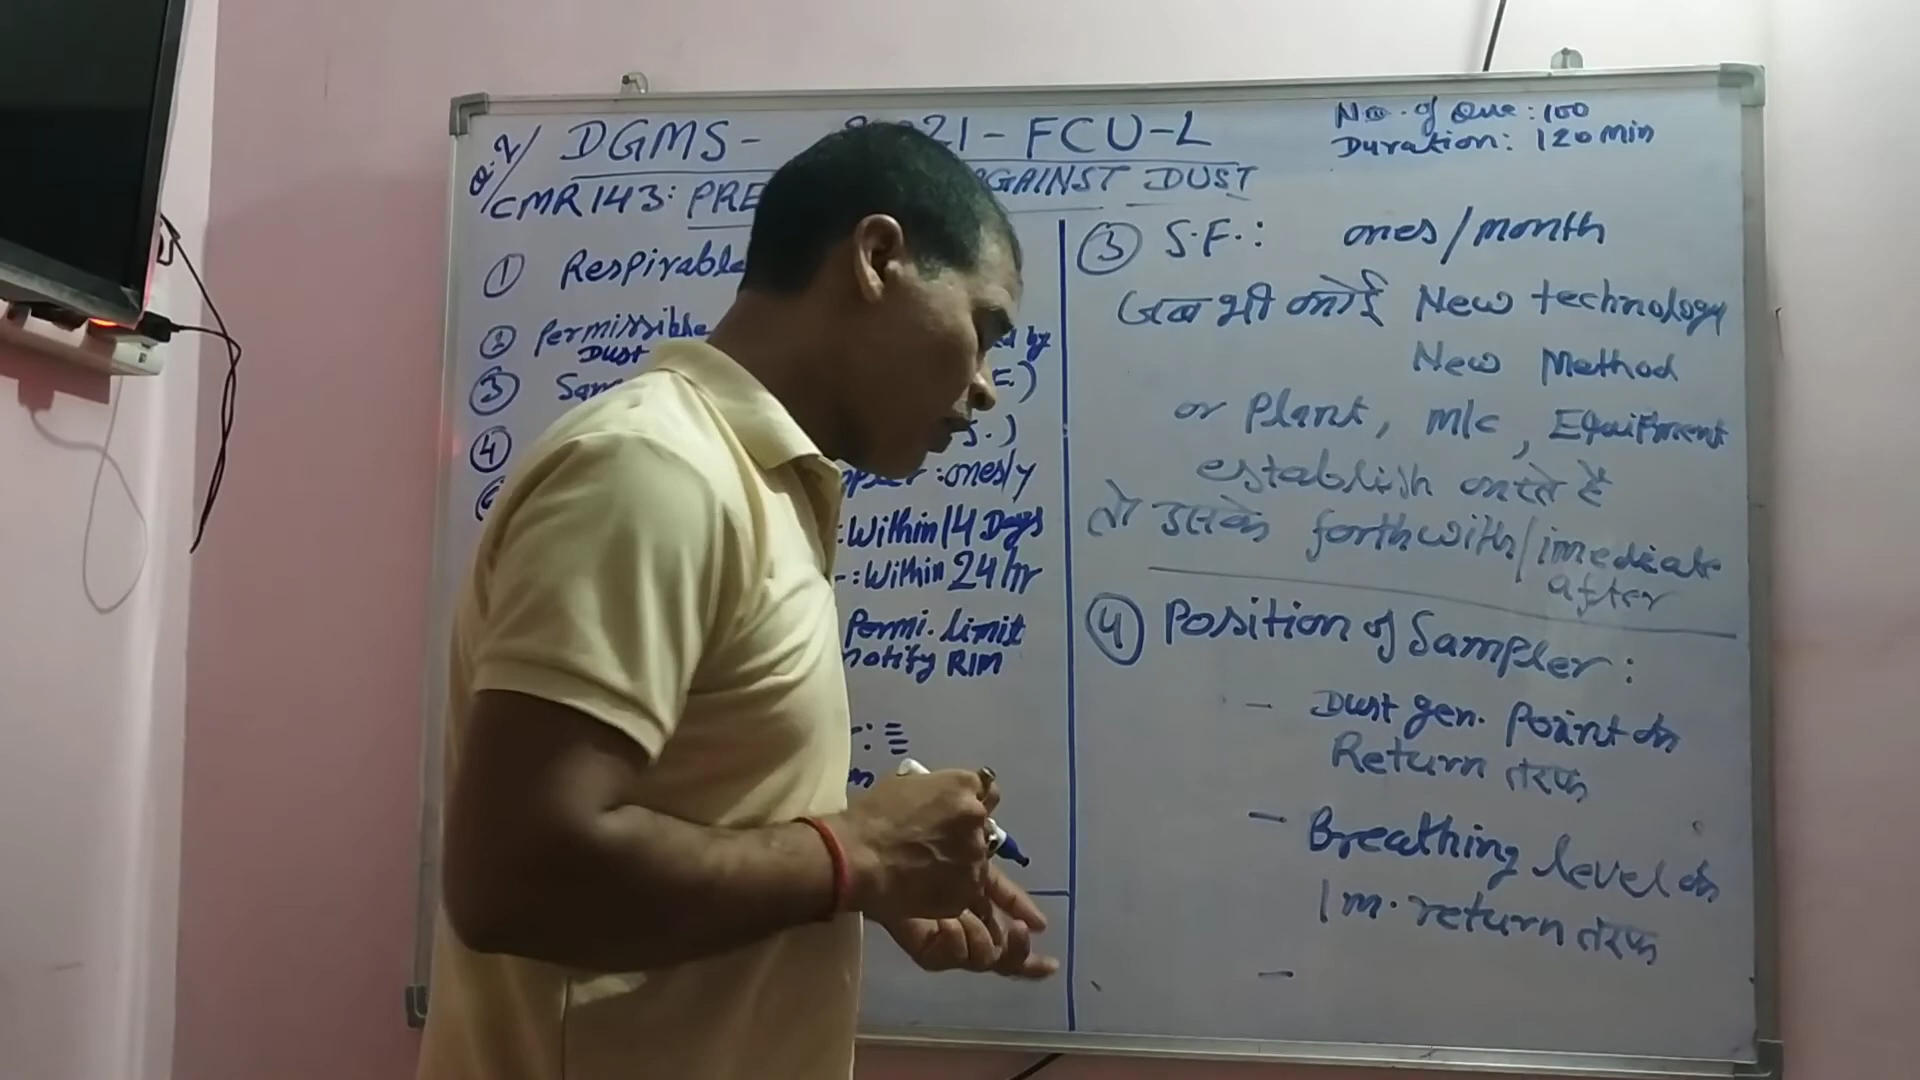 Q.2/ DGMS- 2021-FCU-L
No. of Que: 100
Duration: 120 min
CMR 143: PRE AGAINST DUST
① Respirable
② Permissible
Dust ed by
③ Sam F.)
④ S.)
:onesly
:Within 14 Days
-:Within 24 hr
Permi. limit
notify RIM
③ S.F.: ones/month
जब भी कोई New technology
New Method
or Plant, m/c, Equipment
establish करते है
तो उसके forthwith/imediate
after
④ Position of Sampler:
- Dust gen. Point के
Return तरफ
- Breathing level के
1m. return तरफ
-